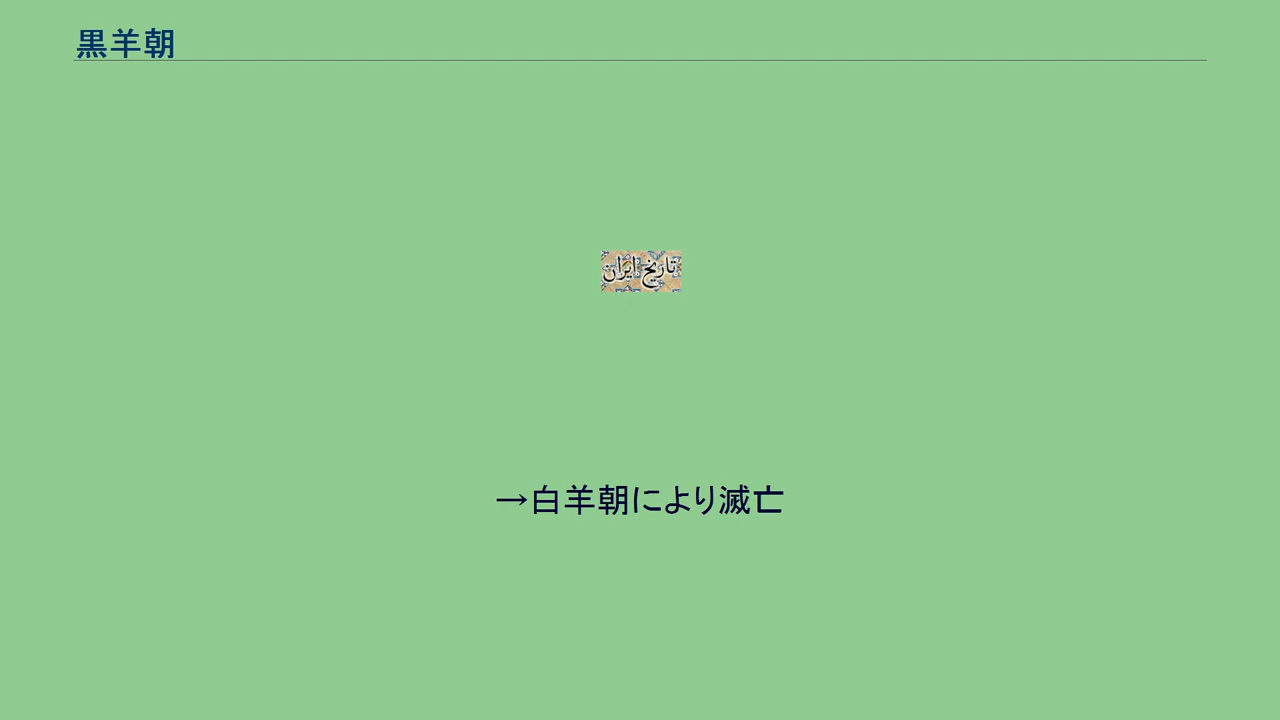 黒羊朝
تاریخ ایران
→白羊朝により滅亡